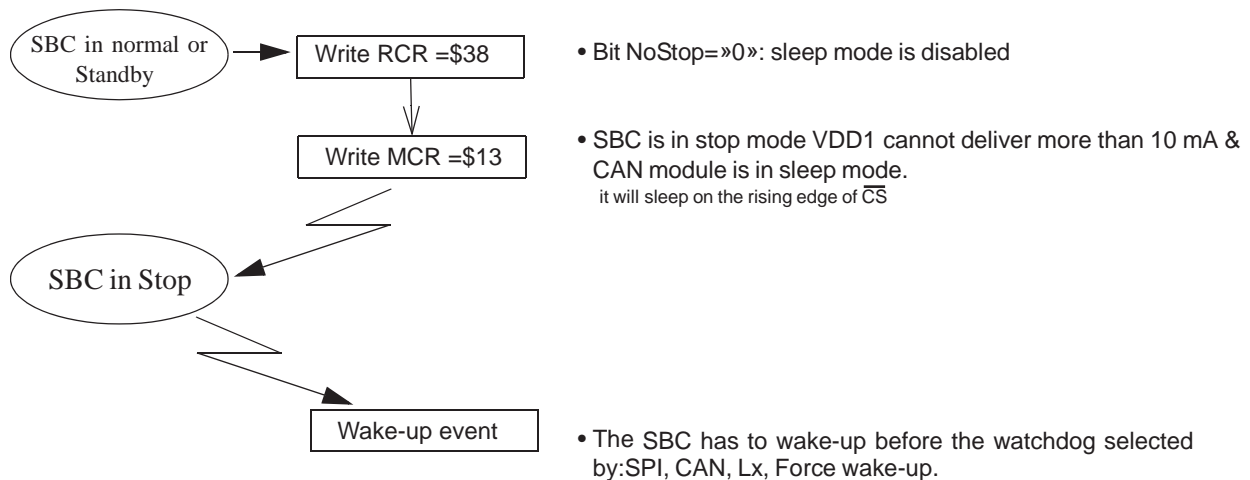 SBC in normal or
Standby
Write RCR =$38
• Bit NoStop=»0»: sleep mode is disabled
Write MCR =$13
• SBC is in stop mode VDD1 cannot deliver more than 10 mA &
CAN module is in sleep mode.
it will sleep on the rising edge of C̅S̅
SBC in Stop
Wake-up event
• The SBC has to wake-up before the watchdog selected
by:SPI, CAN, Lx, Force wake-up.